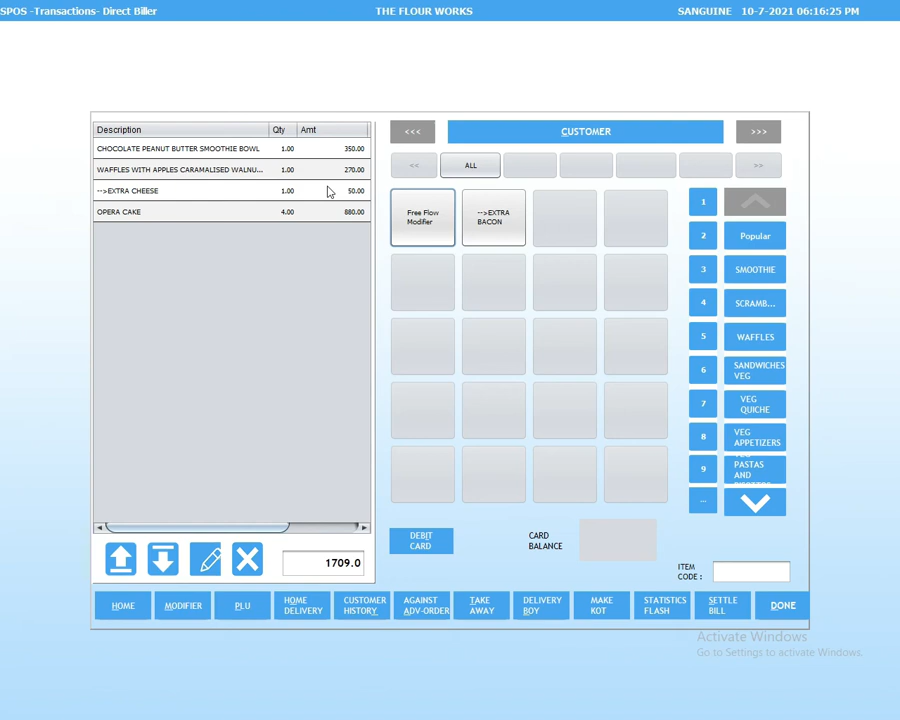 SPOS -Transactions- Direct Biller THE FLOUR WORKS SANGUINE 10-7-2021 06:16:25 PM
Description Qty Amt
CHOCOLATE PEANUT BUTTER SMOOTHIE BOWL 1.00 350.00
WAFFLES WITH APPLES CARAMALISED WALNU... 1.00 270.00
-->EXTRA CHEESE 1.00 50.00
OPERA CAKE 4.00 880.00
1709.0
<<< CUSTOMER >>>
<< ALL >>
Free Flow
Modifier
-->EXTRA
BACON
1
2 Popular
3 SMOOTHIE
4 SCRAMB...
5 WAFFLES
6 SANDWICHES
VEG
7 VEG
QUICHE
8 VEG
APPETIZERS
9 PASTAS
AND
...
DEBIT
CARD
CARD
BALANCE
ITEM
CODE :
HOME
MODIFIER
PLU
HOME
DELIVERY
CUSTOMER
HISTORY
AGAINST
ADV-ORDER
TAKE
AWAY
DELIVERY
BOY
MAKE
KOT
STATISTICS
FLASH
SETTLE
BILL
DONE
Activate Windows
Go to Settings to activate Windows.